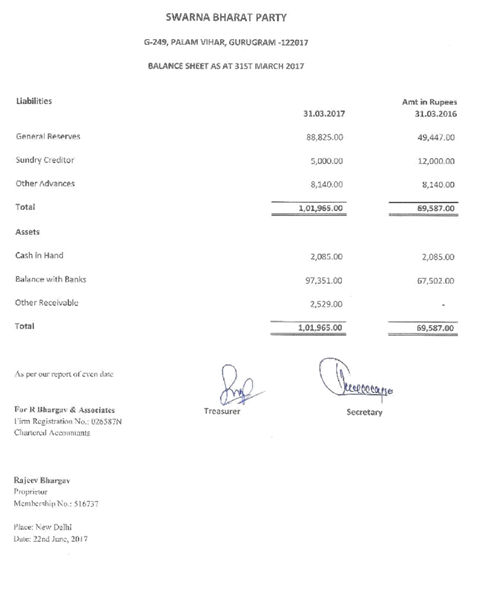 SWARNA BHARAT PARTY
G-249, PALAM VIHAR, GURUGRAM -122017
BALANCE SHEET AS AT 31ST MARCH 2017
Liabilities Amt in Rupees
31.03.2017 31.03.2016
General Reserves 88,825.00 49,447.00
Sundry Creditor 5,000.00 12,000.00
Other Advances 8,140.00 8,140.00
Total 1,01,965.00 69,587.00
Assets
Cash in Hand 2,085.00 2,085.00
Balance with Banks 97,351.00 67,502.00
Other Receivable 2,529.00 -
Total 1,01,965.00 69,587.00
As per our report of even date
Treasurer Secretary
For R Bhargav & Associates
Firm Registration No.: 026587N
Chartered Accountants
Rajeev Bhargav
Proprietor
Membership No.: 516737
Place: New Delhi
Date: 22nd June, 2017